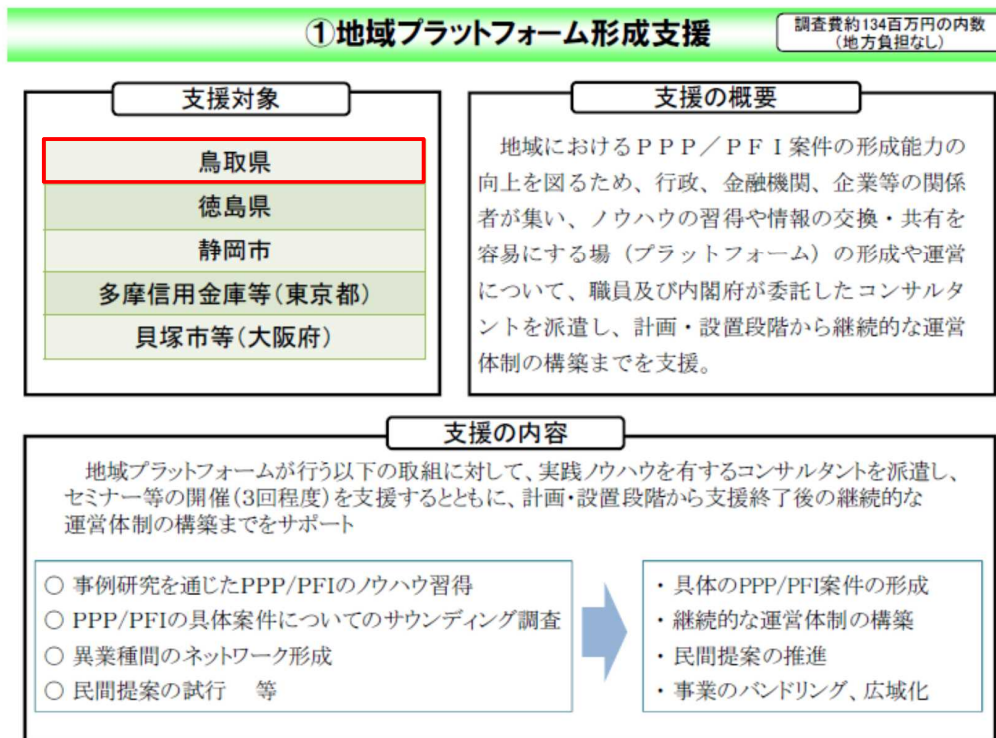 ①地域プラットフォーム形成支援
調査費約134百万円の内数
(地方負担なし)
支援対象
鳥取県
徳島県
静岡市
多摩信用金庫等(東京都)
貝塚市等(大阪府)
支援の概要
地域におけるＰＰＰ／ＰＦＩ案件の形成能力の
向上を図るため、行政、金融機関、企業等の関係
者が集い、ノウハウの習得や情報の交換・共有を
容易にする場（プラットフォーム）の形成や運営
について、職員及び内閣府が委託したコンサルタ
ントを派遣し、計画・設置段階から継続的な運営
体制の構築までを支援。
支援の内容
地域プラットフォームが行う以下の取組に対して、実践ノウハウを有するコンサルタントを派遣し、
セミナー等の開催(3回程度)を支援するとともに、計画・設置段階から支援終了後の継続的な
運営体制の構築までをサポート
○ 事例研究を通じたPPP/PFIのノウハウ習得
○ PPP/PFIの具体案件についてのサウンディング調査
○ 異業種間のネットワーク形成
○ 民間提案の試行　等
・具体のPPP/PFI案件の形成
・継続的な運営体制の構築
・民間提案の推進
・事業のバンドリング、広域化